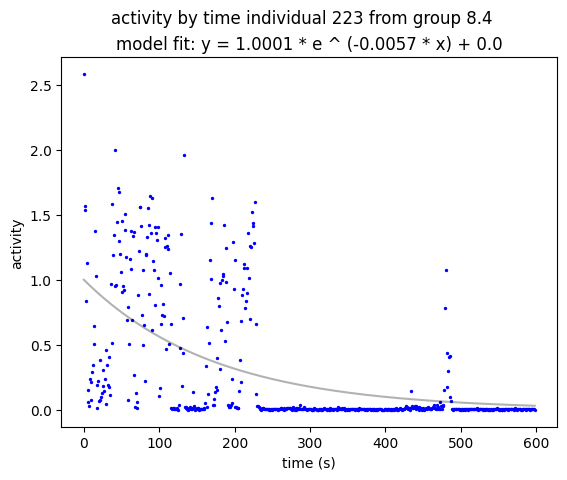 activity by time individual 223 from group 8.4
model fit: y = 1.0001 * e ^ (-0.0057 * x) + 0.0
2.5
2.0
1.5
1.0
0.5
0.0
activity
0 100 200 300 400 500 600
time (s)